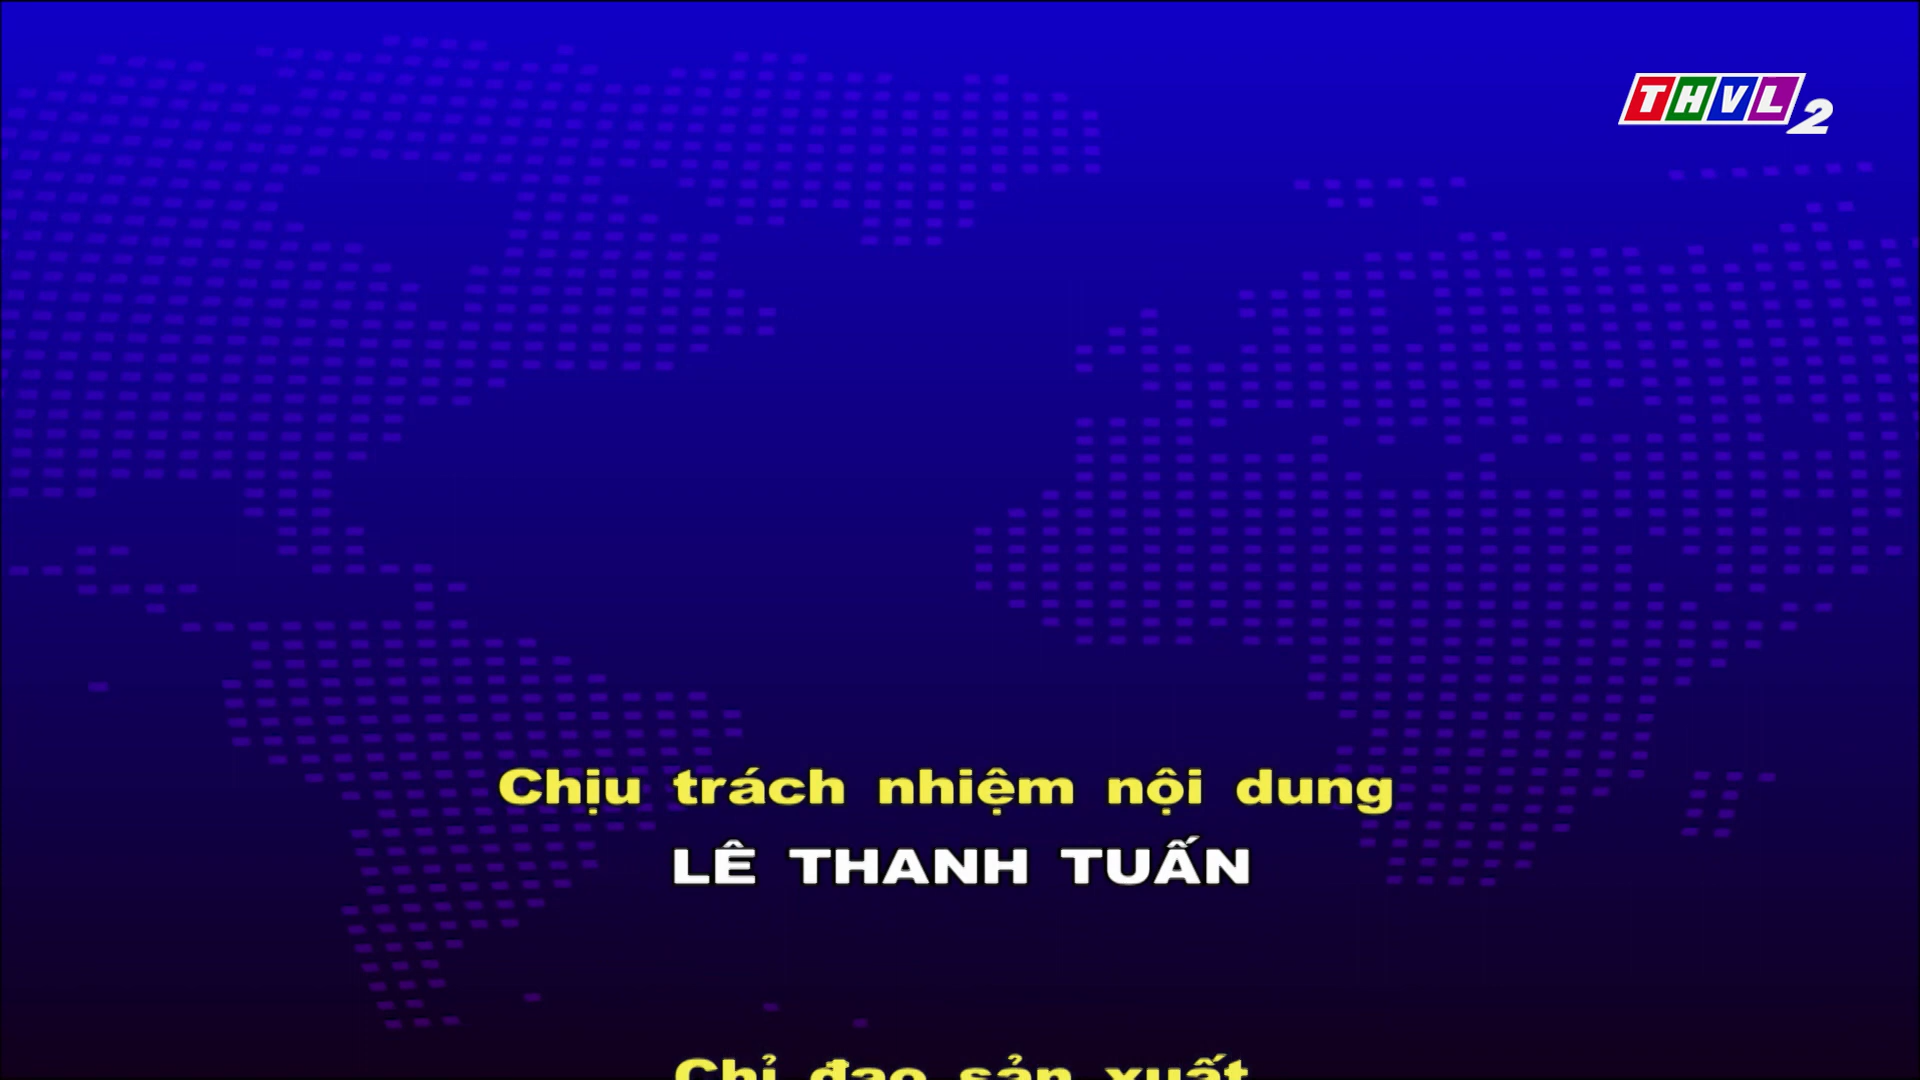 THVL2
Chịu trách nhiệm nội dung
LÊ THANH TUẤN
Chỉ đạo sản xuất